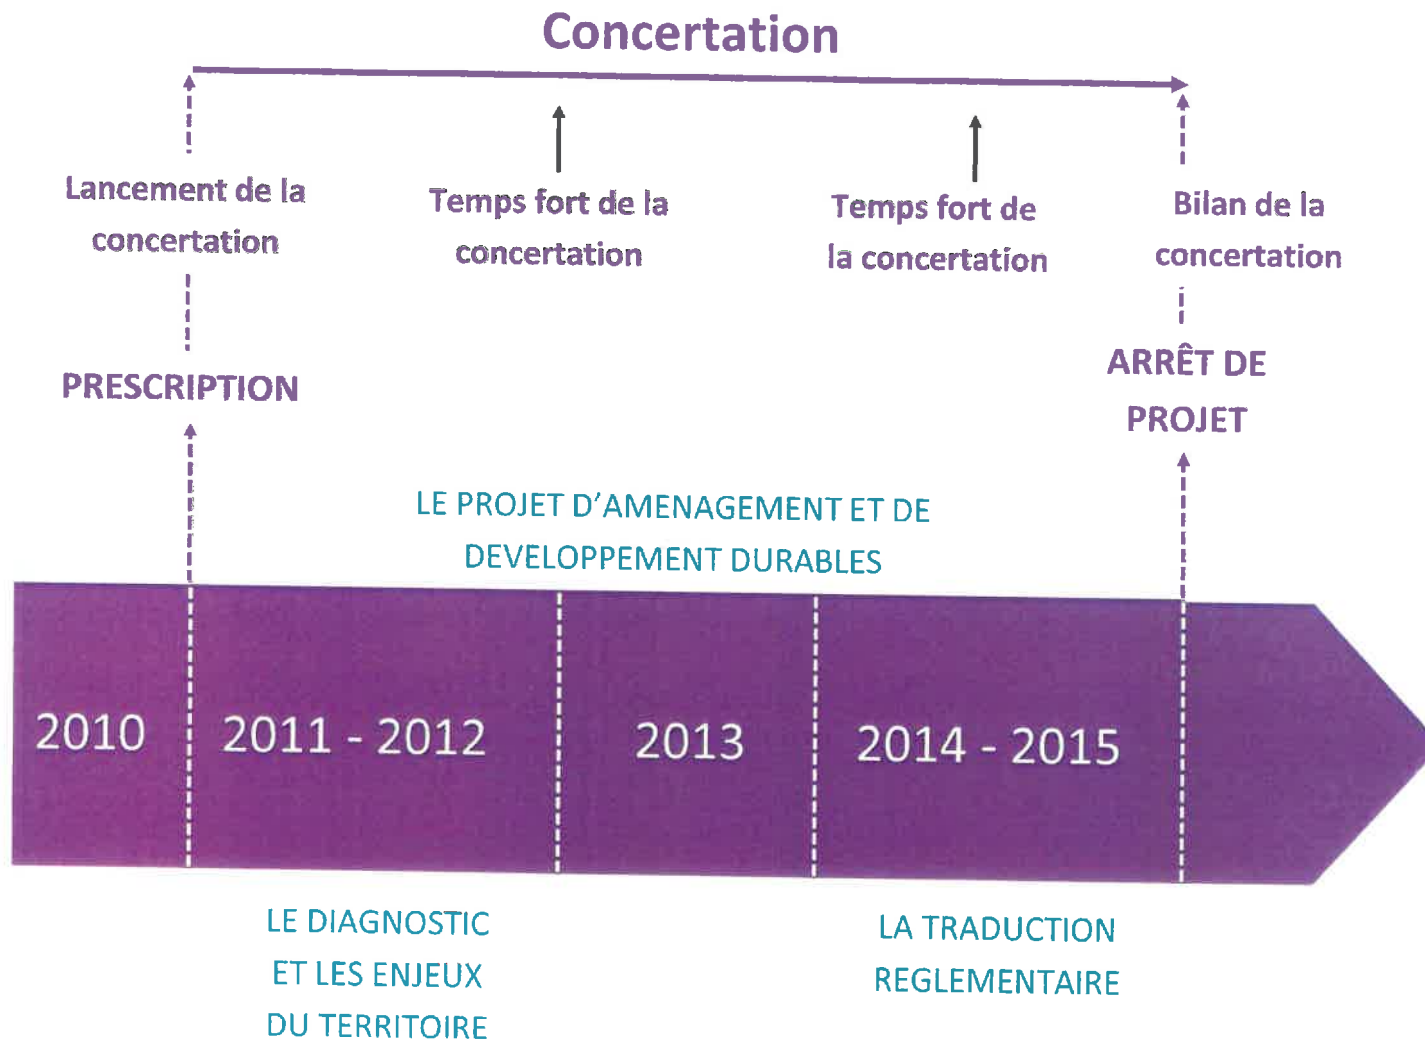 Concertation
Lancement de la
concertation
Temps fort de la
concertation
Temps fort de
la concertation
Bilan de la
concertation
PRESCRIPTION
ARRÊT DE
PROJET
LE PROJET D'AMENAGEMENT ET DE
DEVELOPPEMENT DURABLES
2010
2011 - 2012
2013
2014 - 2015
LE DIAGNOSTIC
ET LES ENJEUX
DU TERRITOIRE
LA TRADUCTION
REGLEMENTAIRE